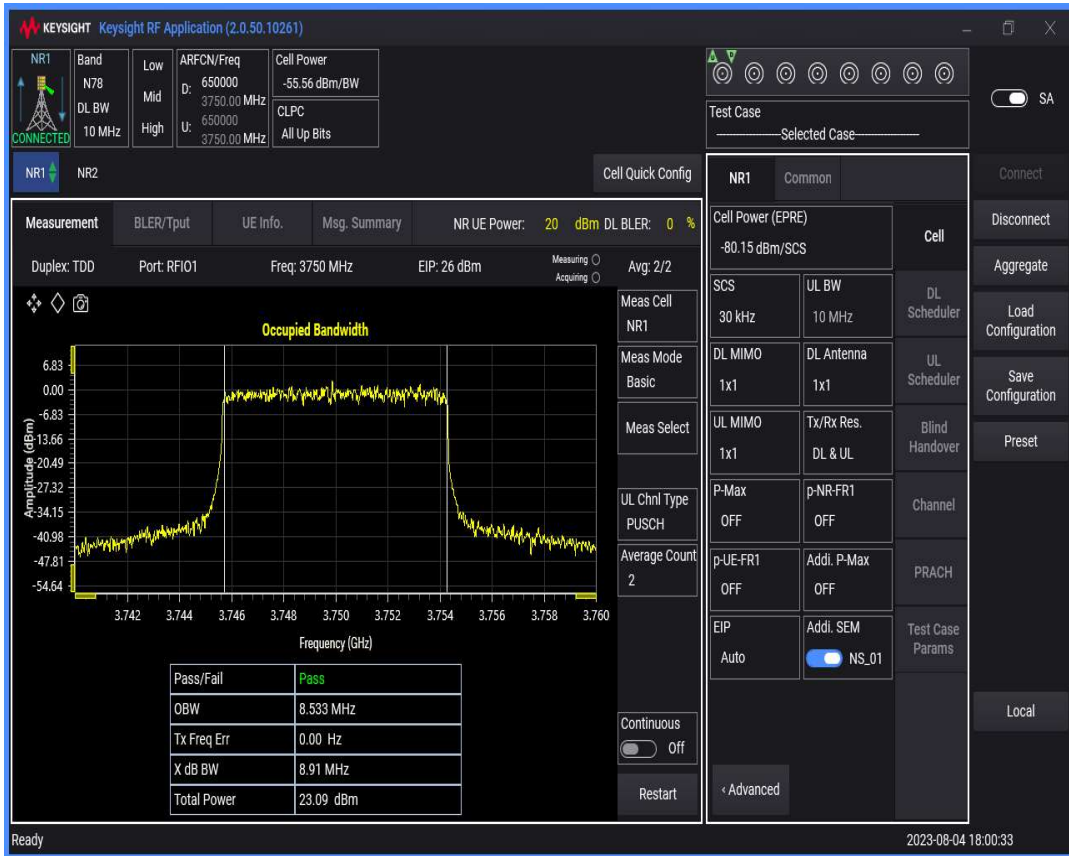 KEYSIGHT Keysight RF Application (2.0.50.10261)
NR1
CONNECTED
Band
N78
DL BW
10 MHz
Low
Mid
High
ARFCN/Freq
D: 650000
3750.00 MHz
U: 650000
3750.00 MHz
Cell Power
-55.56 dBm/BW
CLPC
All Up Bits
Test Case
Selected Case
SA
NR1
NR2
Cell Quick Config
Measurement
BLER/Tput
UE Info.
Msg. Summary
NR UE Power: 20 dBm DL BLER: 0 %
Duplex: TDD
Port: RFIO1
Freq: 3750 MHz
EIP: 26 dBm
Measuring
Acquiring
Avg: 2/2
Occupied Bandwidth
Amplitude (dBm)
6.83
0.00
-6.83
-13.66
-20.49
-27.32
-34.15
-40.98
-47.81
-54.64
3.742 3.744 3.746 3.748 3.750 3.752 3.754 3.756 3.758 3.760
Frequency (GHz)
Pass/Fail Pass
OBW 8.533 MHz
Tx Freq Err 0.00 Hz
X dB BW 8.91 MHz
Total Power 23.09 dBm
Meas Cell
NR1
Meas Mode
Basic
Meas Select
UL Chnl Type
PUSCH
Average Count
2
Continuous
Off
Restart
NR1
Common
Cell Power (EPRE)
-80.15 dBm/SCS
SCS
30 kHz
UL BW
10 MHz
DL MIMO
1x1
DL Antenna
1x1
UL MIMO
1x1
Tx/Rx Res.
DL & UL
P-Max
OFF
p-NR-FR1
OFF
p-UE-FR1
OFF
Addi. P-Max
OFF
EIP
Auto
Addi. SEM
NS_01
‹ Advanced
Cell
DL
Scheduler
UL
Scheduler
Blind
Handover
Channel
PRACH
Test Case
Params
Connect
Disconnect
Aggregate
Load
Configuration
Save
Configuration
Preset
Local
Ready
2023-08-04 18:00:33